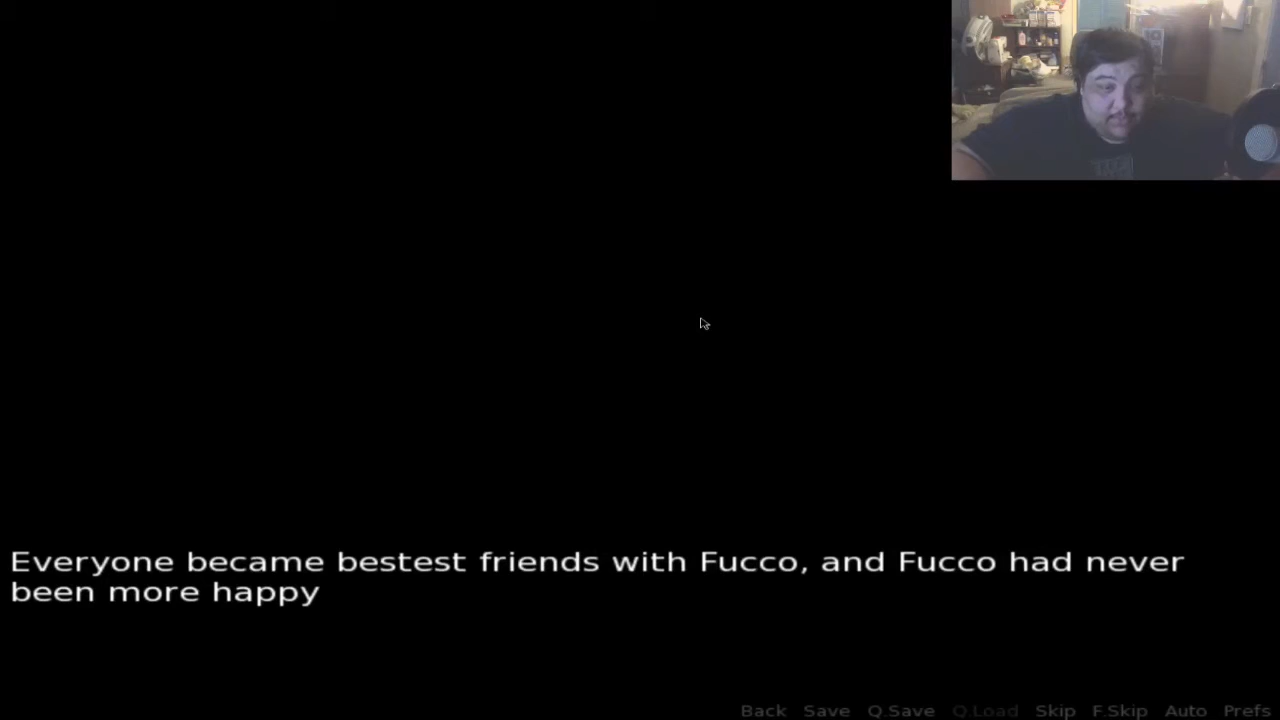 Everyone became bestest friends with Fucco, and Fucco had never
been more happy
Back Save Q.Save Q.Load Skip F.Skip Auto Prefs